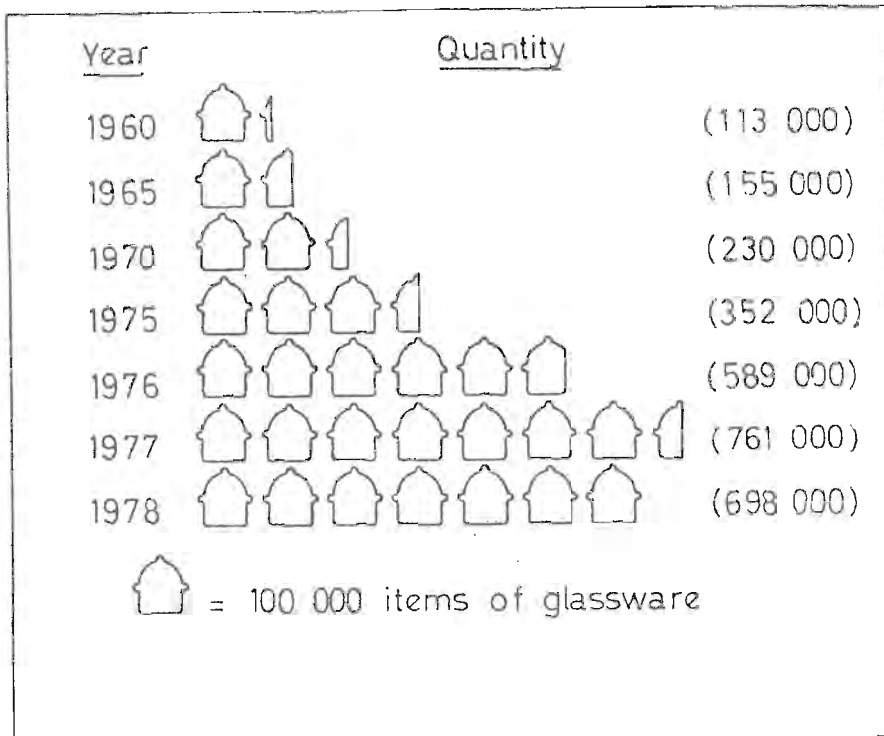 Year Quantity
1960 (113 000)
1965 (155 000)
1970 (230 000)
1975 (352 000)
1976 (589 000)
1977 (761 000)
1978 (698 000)
= 100 000 items of glassware